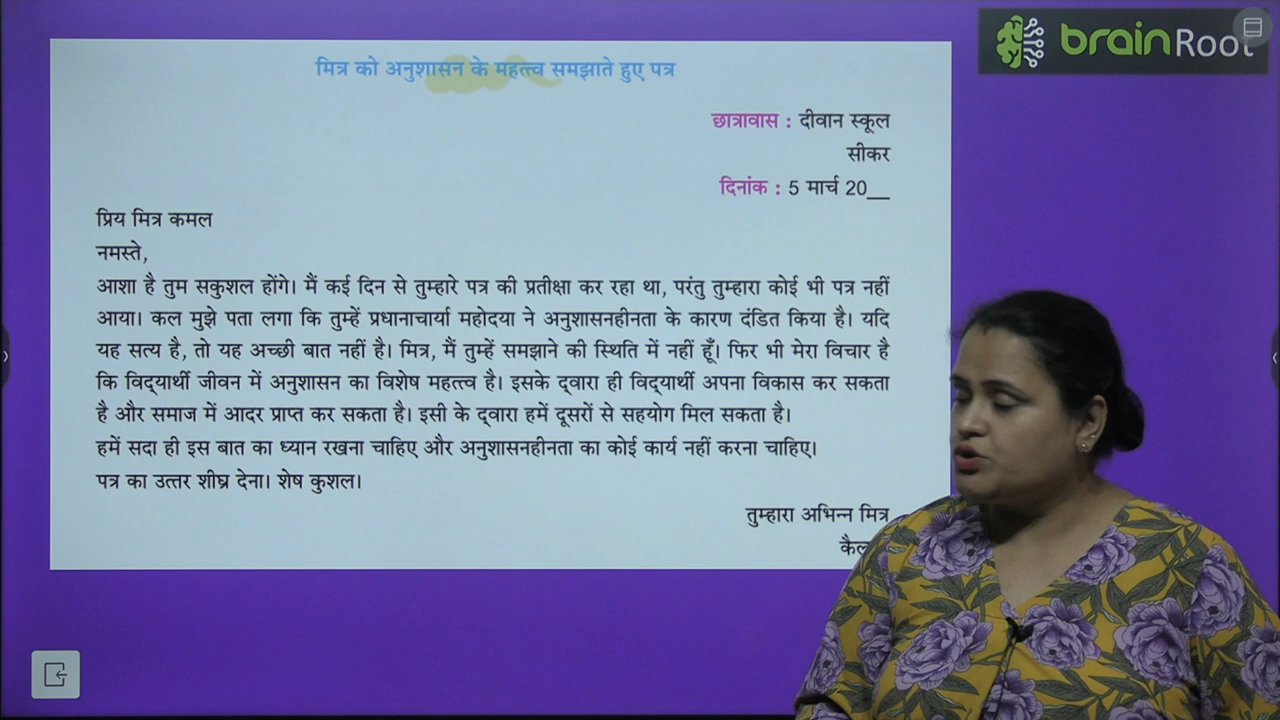 brainRoot
मित्र को अनुशासन के महत्त्व समझाते हुए पत्र
छात्रावास : दीवान स्कूल
सीकर
दिनांक : 5 मार्च 20__
प्रिय मित्र कमल
नमस्ते,
आशा है तुम सकुशल होंगे। मैं कई दिन से तुम्हारे पत्र की प्रतीक्षा कर रहा था, परंतु तुम्हारा कोई भी पत्र नहीं
आया। कल मुझे पता लगा कि तुम्हें प्रधानाचार्या महोदया ने अनुशासनहीनता के कारण दंडित किया है। यदि
यह सत्य है, तो यह अच्छी बात नहीं है। मित्र, मैं तुम्हें समझाने की स्थिति में नहीं हूँ। फिर भी मेरा विचार है
कि विद्‌यार्थी जीवन में अनुशासन का विशेष महत्त्व है। इसके द्‌वारा ही विद्‌यार्थी अपना विकास कर सकता
है और समाज में आदर प्राप्त कर सकता है। इसी के द्‌वारा हमें दूसरों से सहयोग मिल सकता है।
हमें सदा ही इस बात का ध्यान रखना चाहिए और अनुशासनहीनता का कोई कार्य नहीं करना चाहिए।
पत्र का उत्तर शीघ्र देना। शेष कुशल।
तुम्हारा अभिन्न मित्र